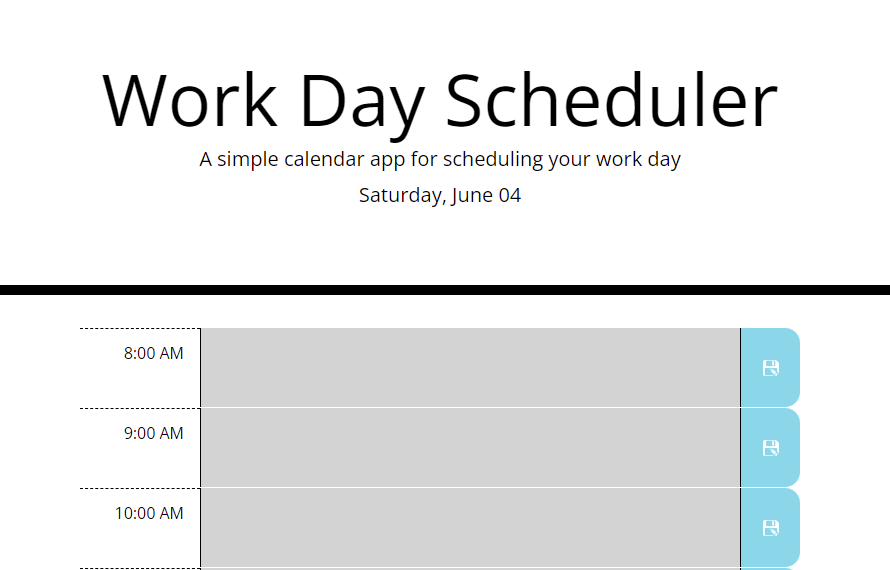 Work Day Scheduler
A simple calendar app for scheduling your work day
Saturday, June 04
8:00 AM
9:00 AM
10:00 AM